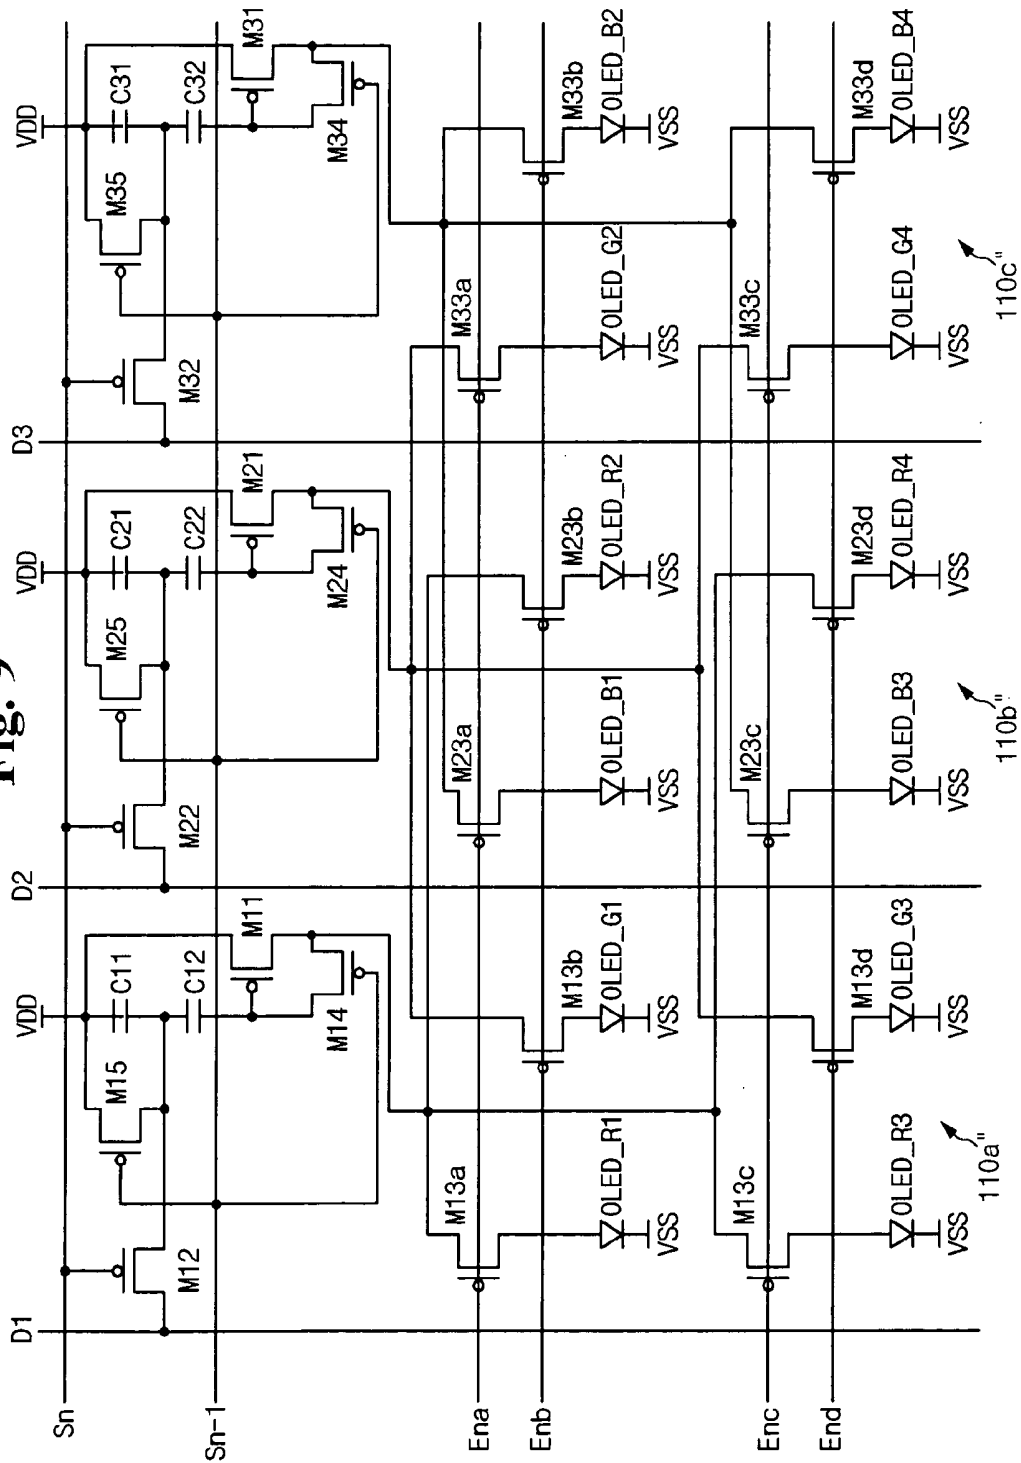 Fig. 9
D1 VDD D2 VDD D3 VDD
Sn
M15 C11 M25 C21 M35 C31
M12 C12 M22 C22 M32 C32
Sn-1
M11 M21 M31
M14 M24 M34
M13a M23a M33a
Ena
Enb
M13b M23b M33b
OLED_R1 OLED_G1 OLED_B1 OLED_R2 OLED_G2 OLED_B2
VSS VSS VSS VSS VSS VSS
M13c M23c M33c
Enc
End
M13d M23d M33d
OLED_R3 OLED_G3 OLED_B3 OLED_R4 OLED_G4 OLED_B4
VSS VSS VSS VSS VSS VSS
110a" 110b" 110c"